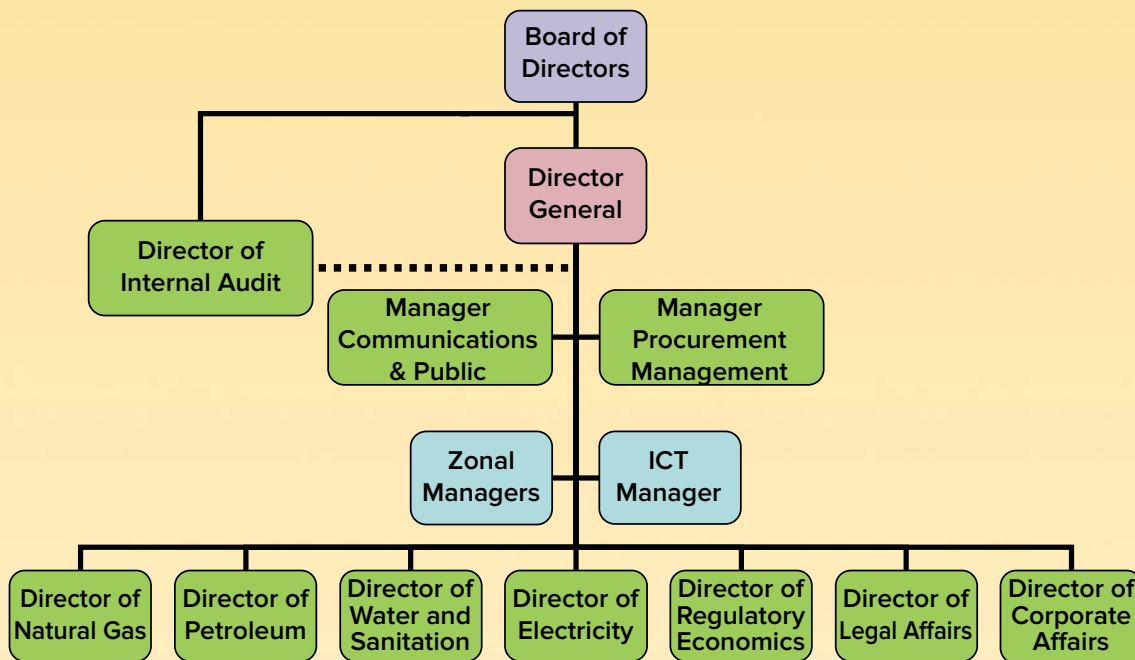 Board of
Directors
Director
General
Director of
Internal Audit
Manager
Communications
& Public
Manager
Procurement
Management
Zonal
Managers
ICT
Manager
Director of
Natural Gas
Director of
Petroleum
Director of
Water and
Sanitation
Director of
Electricity
Director of
Regulatory
Economics
Director of
Legal Affairs
Director of
Corporate
Affairs